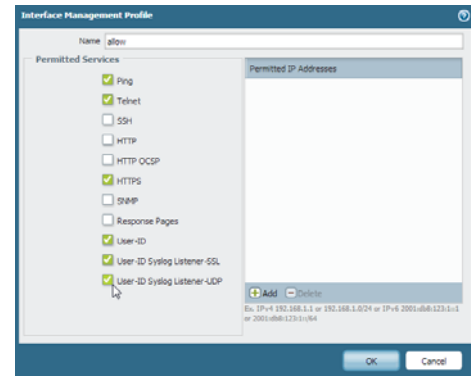 Interface Management Profile
Name allow
Permitted Services
Ping
Telnet
SSH
HTTP
HTTP OCSP
HTTPS
SNMP
Response Pages
User-ID
User-ID Syslog Listener-SSL
User-ID Syslog Listener-UDP
Permitted IP Addresses
Add Delete
Ex. IPv4 192.168.1.1 or 192.168.1.0/24 or IPv6 2001:db8:123:1::1
or 2001:db8:123:1::/64
OK Cancel